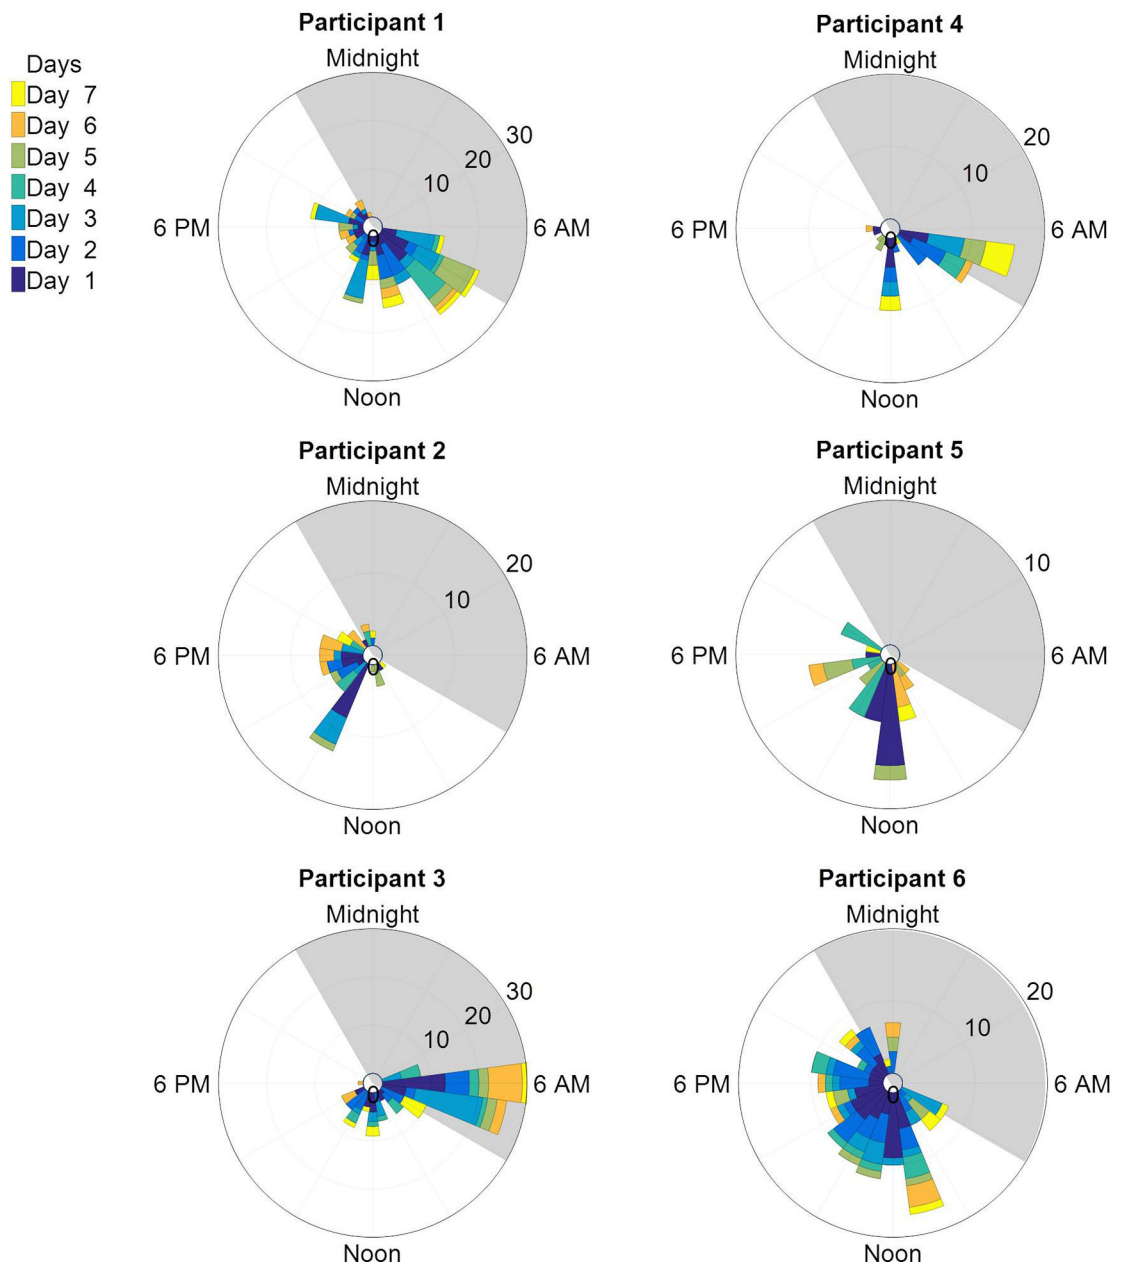 Days
Day 7
Day 6
Day 5
Day 4
Day 3
Day 2
Day 1
Participant 1
Midnight
30
20
10
6 PM
0
6 AM
Noon
Participant 4
Midnight
20
10
6 PM
0
6 AM
Noon
Participant 2
Midnight
20
10
6 PM
0
6 AM
Noon
Participant 5
Midnight
10
6 PM
0
6 AM
Noon
Participant 3
Midnight
30
20
10
6 PM
0
6 AM
Noon
Participant 6
Midnight
20
10
6 PM
0
6 AM
Noon